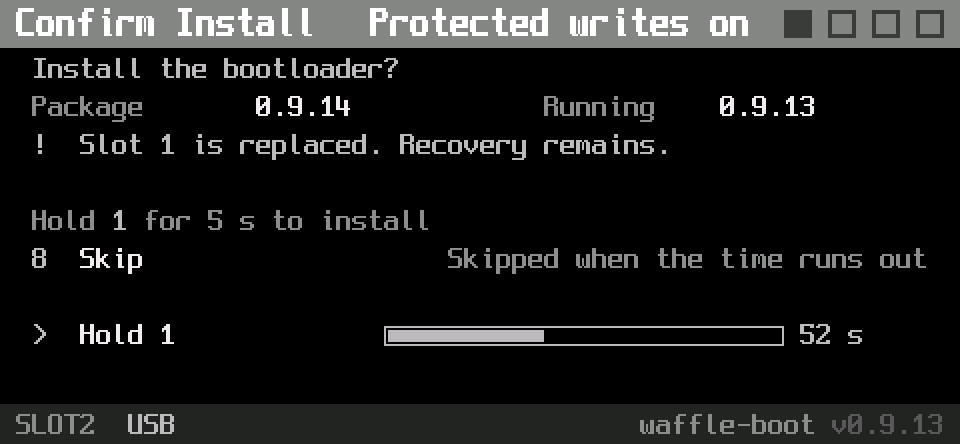 Confirm Install Protected writes on
Install the bootloader?
Package 0.9.14 Running 0.9.13
! Slot 1 is replaced. Recovery remains.
Hold 1 for 5 s to install
8 Skip Skipped when the time runs out
> Hold 1 52 s
SLOT2 USB waffle-boot v0.9.13